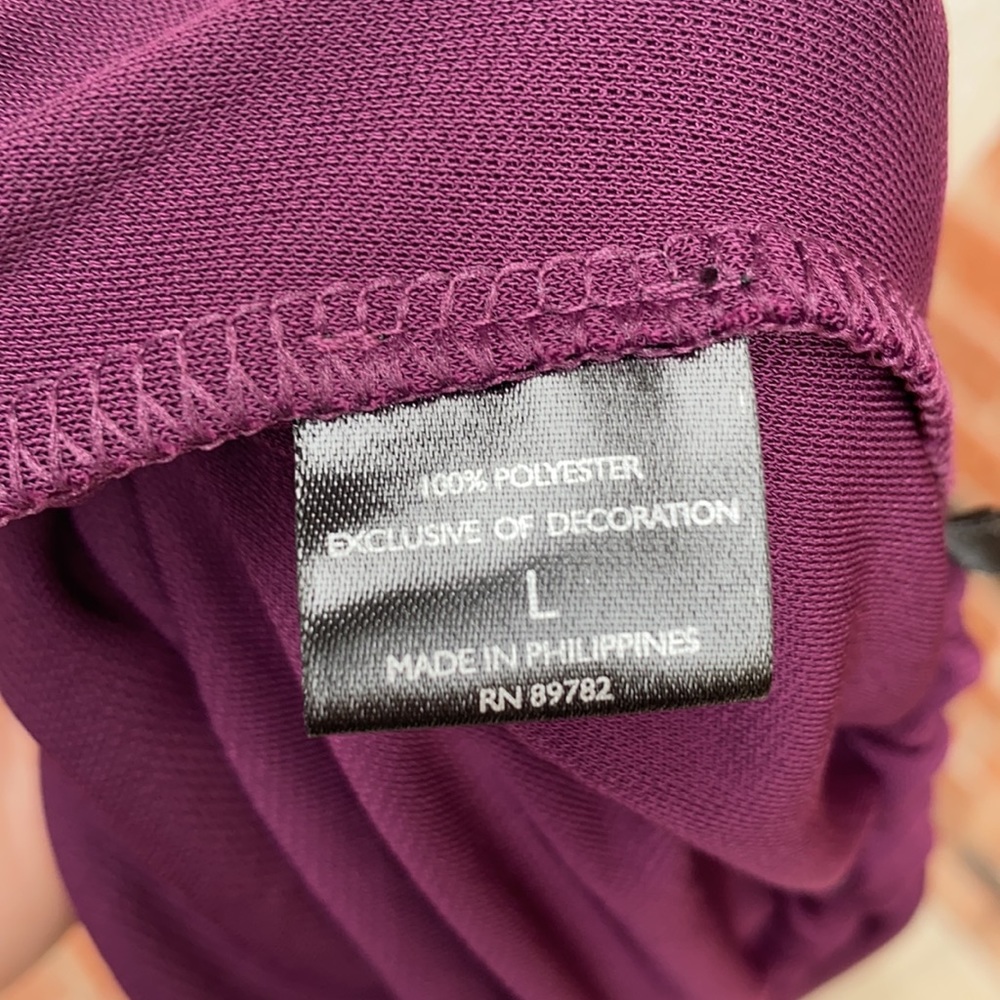 100% POLYESTER
EXCLUSIVE OF DECORATION
L
MADE IN PHILIPPINES
RN 89782